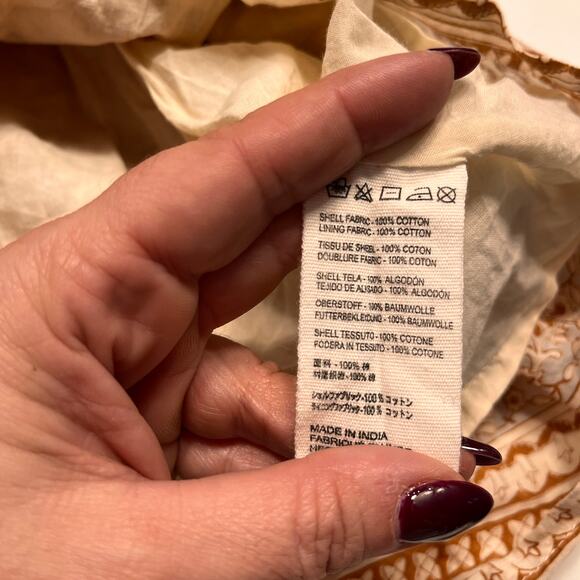 SHELL FABRIC - 100% COTTON
LINING FABRIC - 100% COTTON
TISSU DE SHEEL - 100% COTON
DOUBLURE FABRIC - 100% COTON
SHELL TELA - 100% ALGODÓN
TEJIDO DE ALISADO - 100% ALGODÓN
OBERSTOFF - 100% BAUMWOLLE
FUTTERBEKLEIDUNG - 100% BAUMWOLLE
SHELL TESSUTO - 100% COTONE
FODERA IN TESSUTO - 100% COTONE
面料 - 100% 棉
衬里织物 - 100% 棉
シェルファブリック - 100% コットン
ライニングファブリック - 100% コットン
MADE IN INDIA